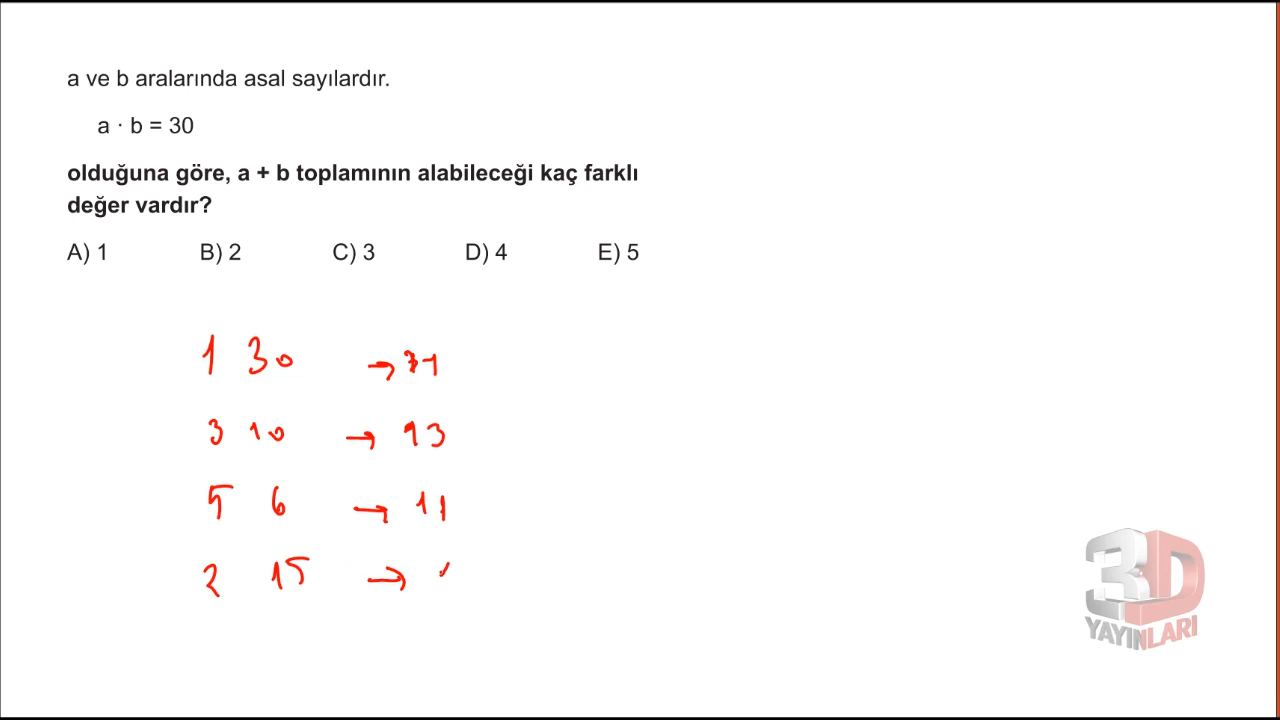 a ve b aralarında asal sayılardır.
a · b = 30
olduğuna göre, a + b toplamının alabileceği kaç farklı
değer vardır?
A) 1 B) 2 C) 3 D) 4 E) 5
1 30 → 31
3 10 → 13
5 6 → 11
2 15 →
3D
YAYINLARI